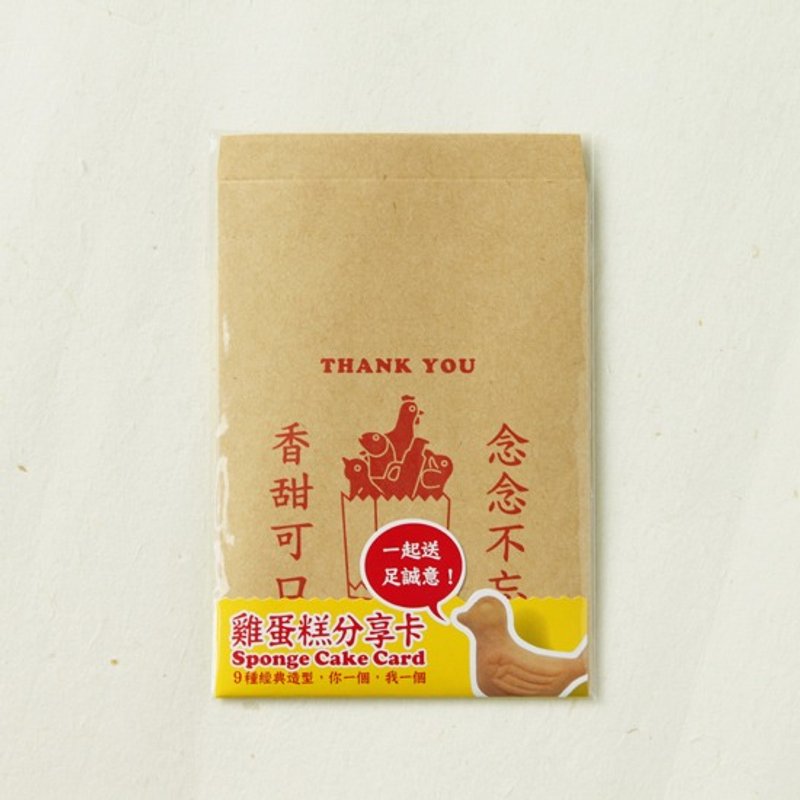 THANK YOU
香甜可口
念念不忘
一起送
足誠意！
雞蛋糕分享卡
Sponge Cake Card
9種經典造型，你一個，我一個